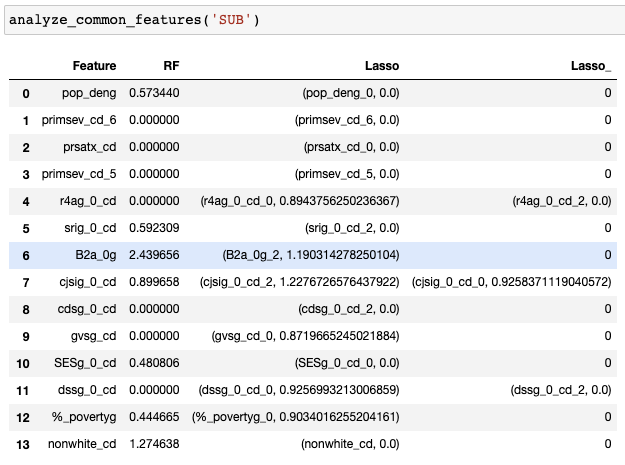 analyze_common_features('SUB')
Feature RF Lasso Lasso_
0 pop_deng 0.573440 (pop_deng_0, 0.0) 0
1 primsev_cd_6 0.000000 (primsev_cd_6, 0.0) 0
2 prsatx_cd 0.000000 (prsatx_cd_0, 0.0) 0
3 primsev_cd_5 0.000000 (primsev_cd_5, 0.0) 0
4 r4ag_0_cd 0.000000 (r4ag_0_cd_0, 0.8943756250236367) (r4ag_0_cd_2, 0.0)
5 srig_0_cd 0.592309 (srig_0_cd_2, 0.0) 0
6 B2a_0g 2.439656 (B2a_0g_2, 1.190314278250104) 0
7 cjsig_0_cd 0.899658 (cjsig_0_cd_2, 1.2276726576437922) (cjsig_0_cd_0, 0.9258371119040572)
8 cdsg_0_cd 0.000000 (cdsg_0_cd_2, 0.0) 0
9 gvsg_cd 0.000000 (gvsg_cd_0, 0.8719665245021884) 0
10 SESg_0_cd 0.480806 (SESg_0_cd_0, 0.0) 0
11 dssg_0_cd 0.000000 (dssg_0_cd_0, 0.9256993213006859) (dssg_0_cd_2, 0.0)
12 %_povertyg 0.444665 (%_povertyg_0, 0.9034016255204161) 0
13 nonwhite_cd 1.274638 (nonwhite_cd, 0.0) 0